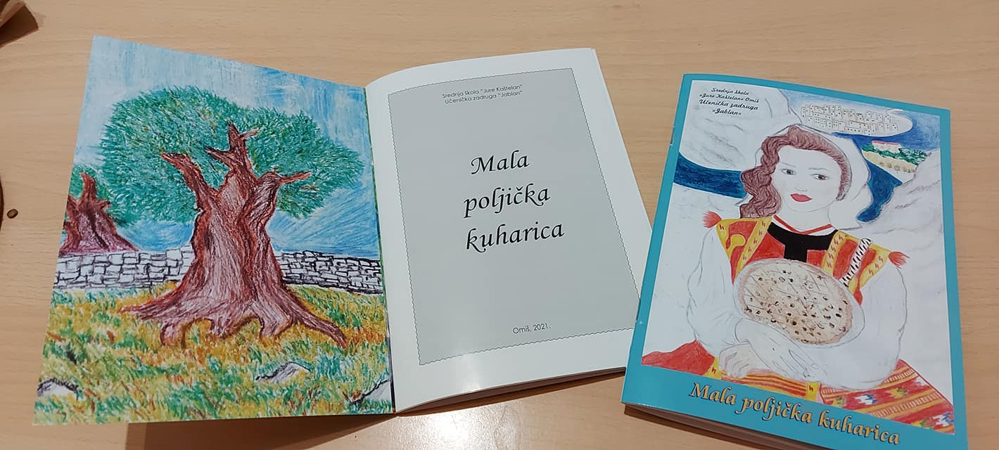 Srednja škola "Jure Kaštelan"
Učenička zadruga "Jablan"
Mala
poljička
kuharica
Omiš, 2021.
Srednja škola
»Jure Kaštelan« Omiš
Učenička zadruga
»Jablan«
Mala poljička kuharica